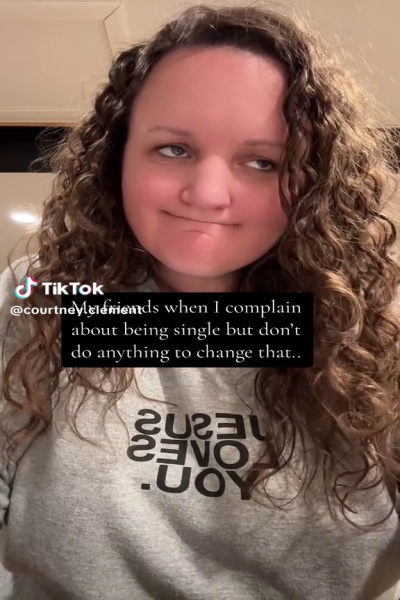 TikTok
@courtney.clement
My friends when I complain
about being single but don't
do anything to change that..
JESUS
LOVES
YOU.